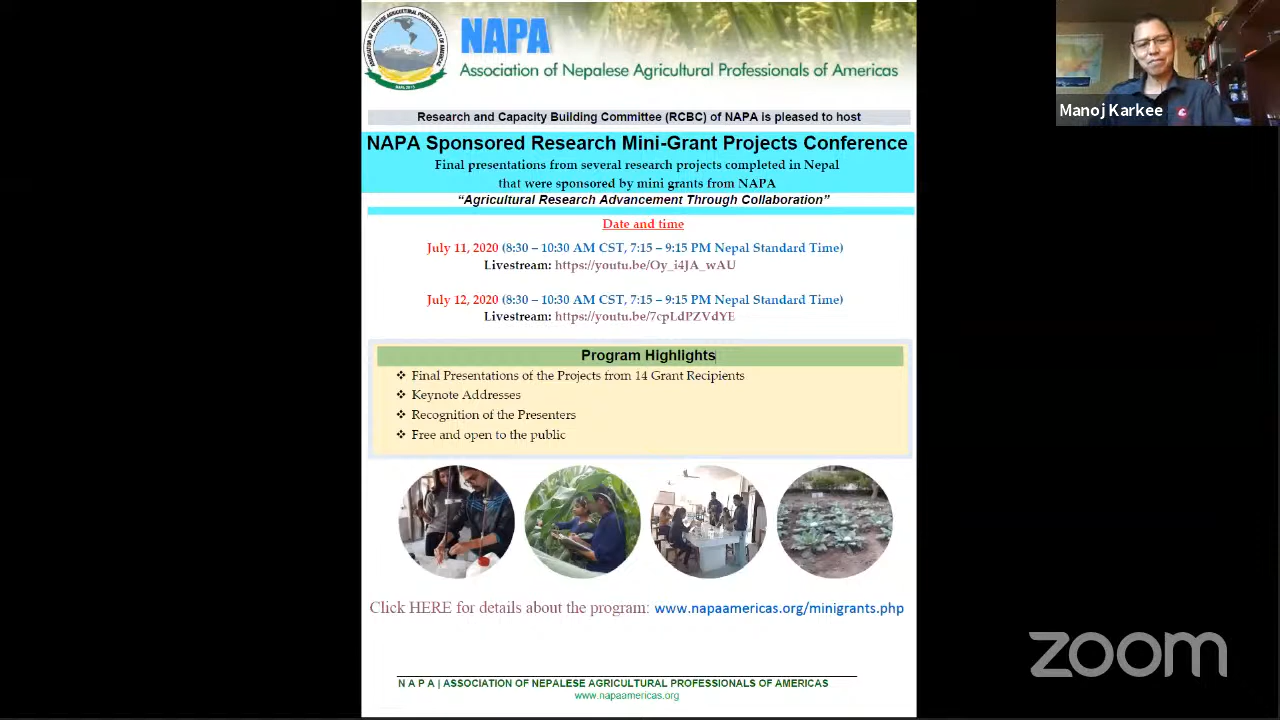 NAPA
Association of Nepalese Agricultural Professionals of Americas
Manoj Karkee
Research and Capacity Building Committee (RCBC) of NAPA is pleased to host
NAPA Sponsored Research Mini-Grant Projects Conference
Final presentations from several research projects completed in Nepal
that were sponsored by mini grants from NAPA
“Agricultural Research Advancement Through Collaboration”
Date and time
July 11, 2020 (8:30 – 10:30 AM CST, 7:15 – 9:15 PM Nepal Standard Time)
Livestream: https://youtu.be/Oy_i4JA_wAU
July 12, 2020 (8:30 – 10:30 AM CST, 7:15 – 9:15 PM Nepal Standard Time)
Livestream: https://youtu.be/7cpLdPZVdYE
Program Highlights
❖ Final Presentations of the Projects from 14 Grant Recipients
❖ Keynote Addresses
❖ Recognition of the Presenters
❖ Free and open to the public
Click HERE for details about the program: www.napaamericas.org/minigrants.php
zoom
N A P A | ASSOCIATION OF NEPALESE AGRICULTURAL PROFESSIONALS OF AMERICAS
www.napaamericas.org